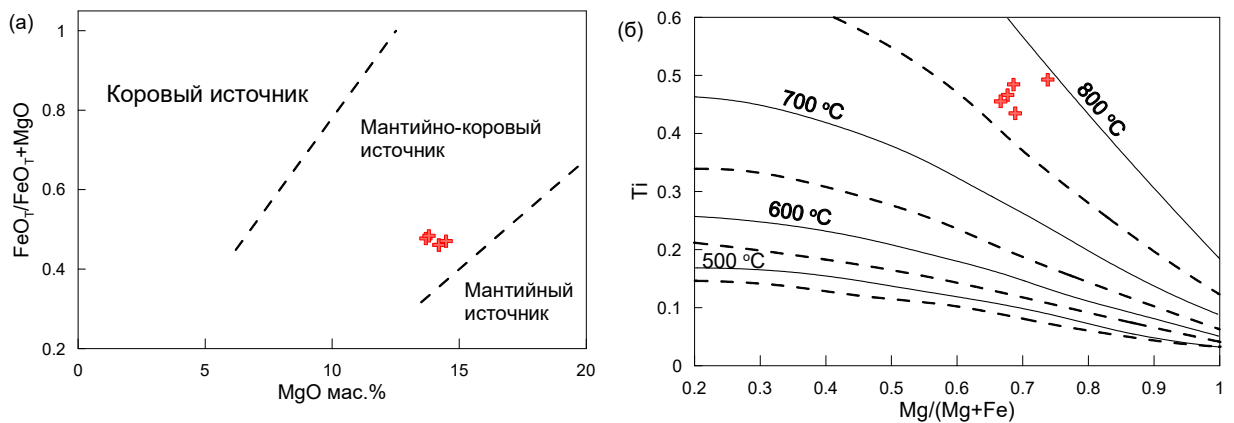 (а)
1
0.8
0.6
0.4
0.2
0
5
10
15
20
FeOT/FeOT+MgO
MgO мас.%
Коровый источник
Мантийно-коровый
источник
Мантийный
источник
(б)
0.6
0.5
0.4
0.3
0.2
0.1
0
0.2
0.3
0.4
0.5
0.6
0.7
0.8
0.9
1
Ti
Mg/(Mg+Fe)
800 °C
700 °C
600 °C
500 °C